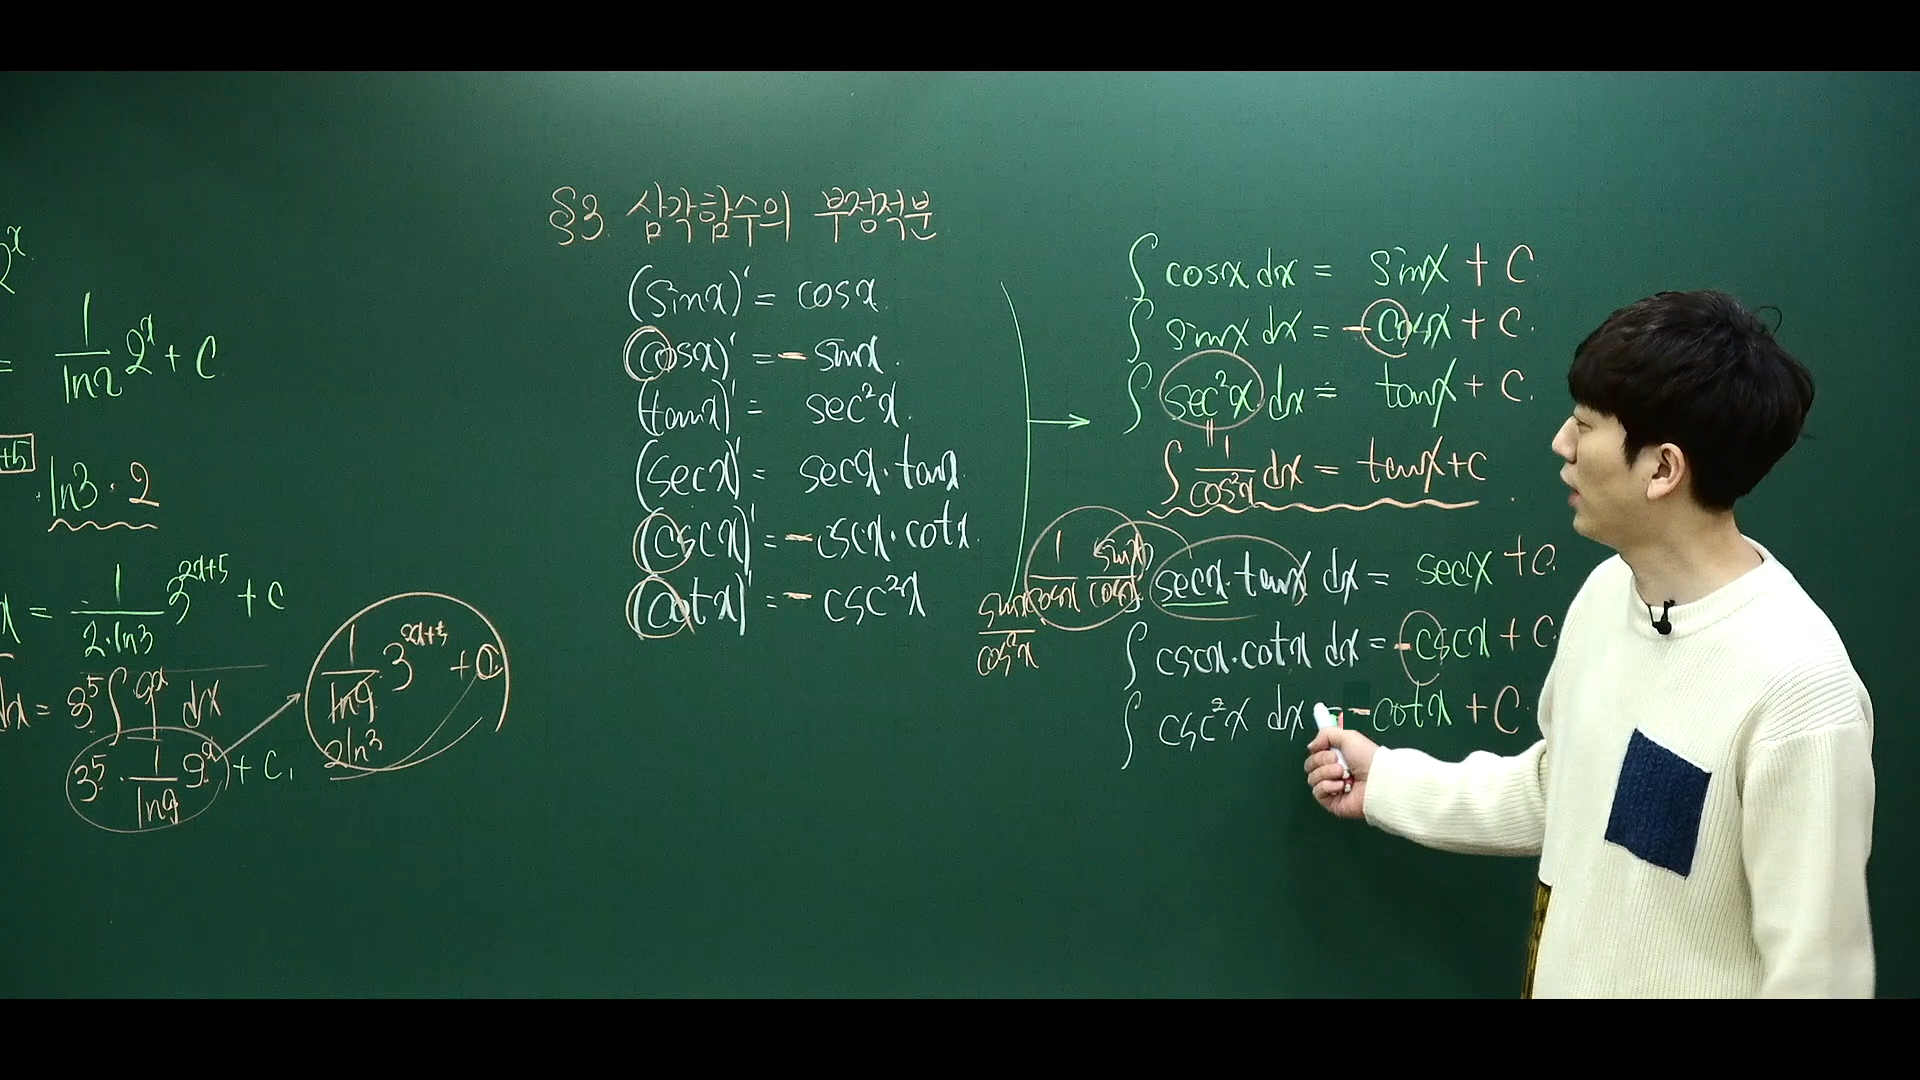 2^x
= 1/ln2 2^x + C
+5
·ln3·2
x = 1/(2·ln3) 3^(2x+5) + C
dx = 3^5 ∫ 9^x dx
3^5 · 1/ln9 9^x + C,
1/ln9 · 3^(2x+5) + C
2ln3
§3 삼각함수의 부정적분
(sinx)' = cosx
(cosx)' = - sinx.
(tanx)' = sec²x.
(secx)' = secx·tanx
(cscx)' = -cscx·cotx
(cotx)' = - csc²x
∫ cosx dx = sinx + C
∫ sinx dx = -cosx + C.
∫ sec²x dx = tanx + C.
∫ 1/cos²x dx = tanx + C
1/cosx sinx/cosx
secx·tanx dx = secx + C
sinx/cos²x
∫ cscx·cotx dx = -cscx + C
∫ csc²x dx = -cotx + C